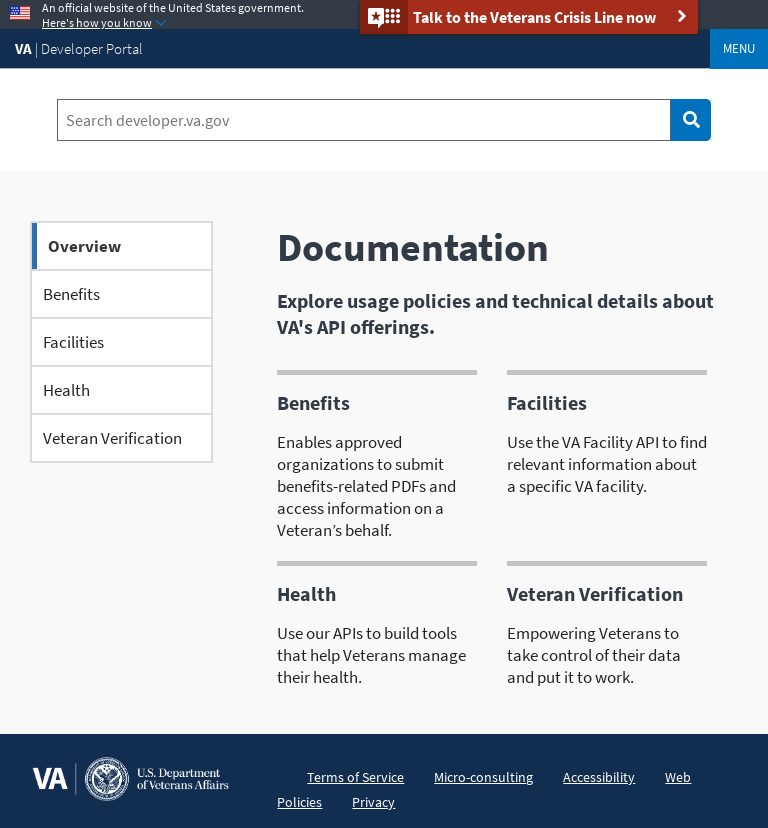 An official website of the United States government.
Here's how you know
Talk to the Veterans Crisis Line now
VA | Developer Portal
MENU
Search developer.va.gov
Overview
Benefits
Facilities
Health
Veteran Verification
Documentation
Explore usage policies and technical details about
VA's API offerings.
Benefits
Enables approved
organizations to submit
benefits-related PDFs and
access information on a
Veteran’s behalf.
Facilities
Use the VA Facility API to find
relevant information about
a specific VA facility.
Health
Use our APIs to build tools
that help Veterans manage
their health.
Veteran Verification
Empowering Veterans to
take control of their data
and put it to work.
VA
U.S. Department
of Veterans Affairs
Terms of Service Micro-consulting Accessibility Web
Policies Privacy